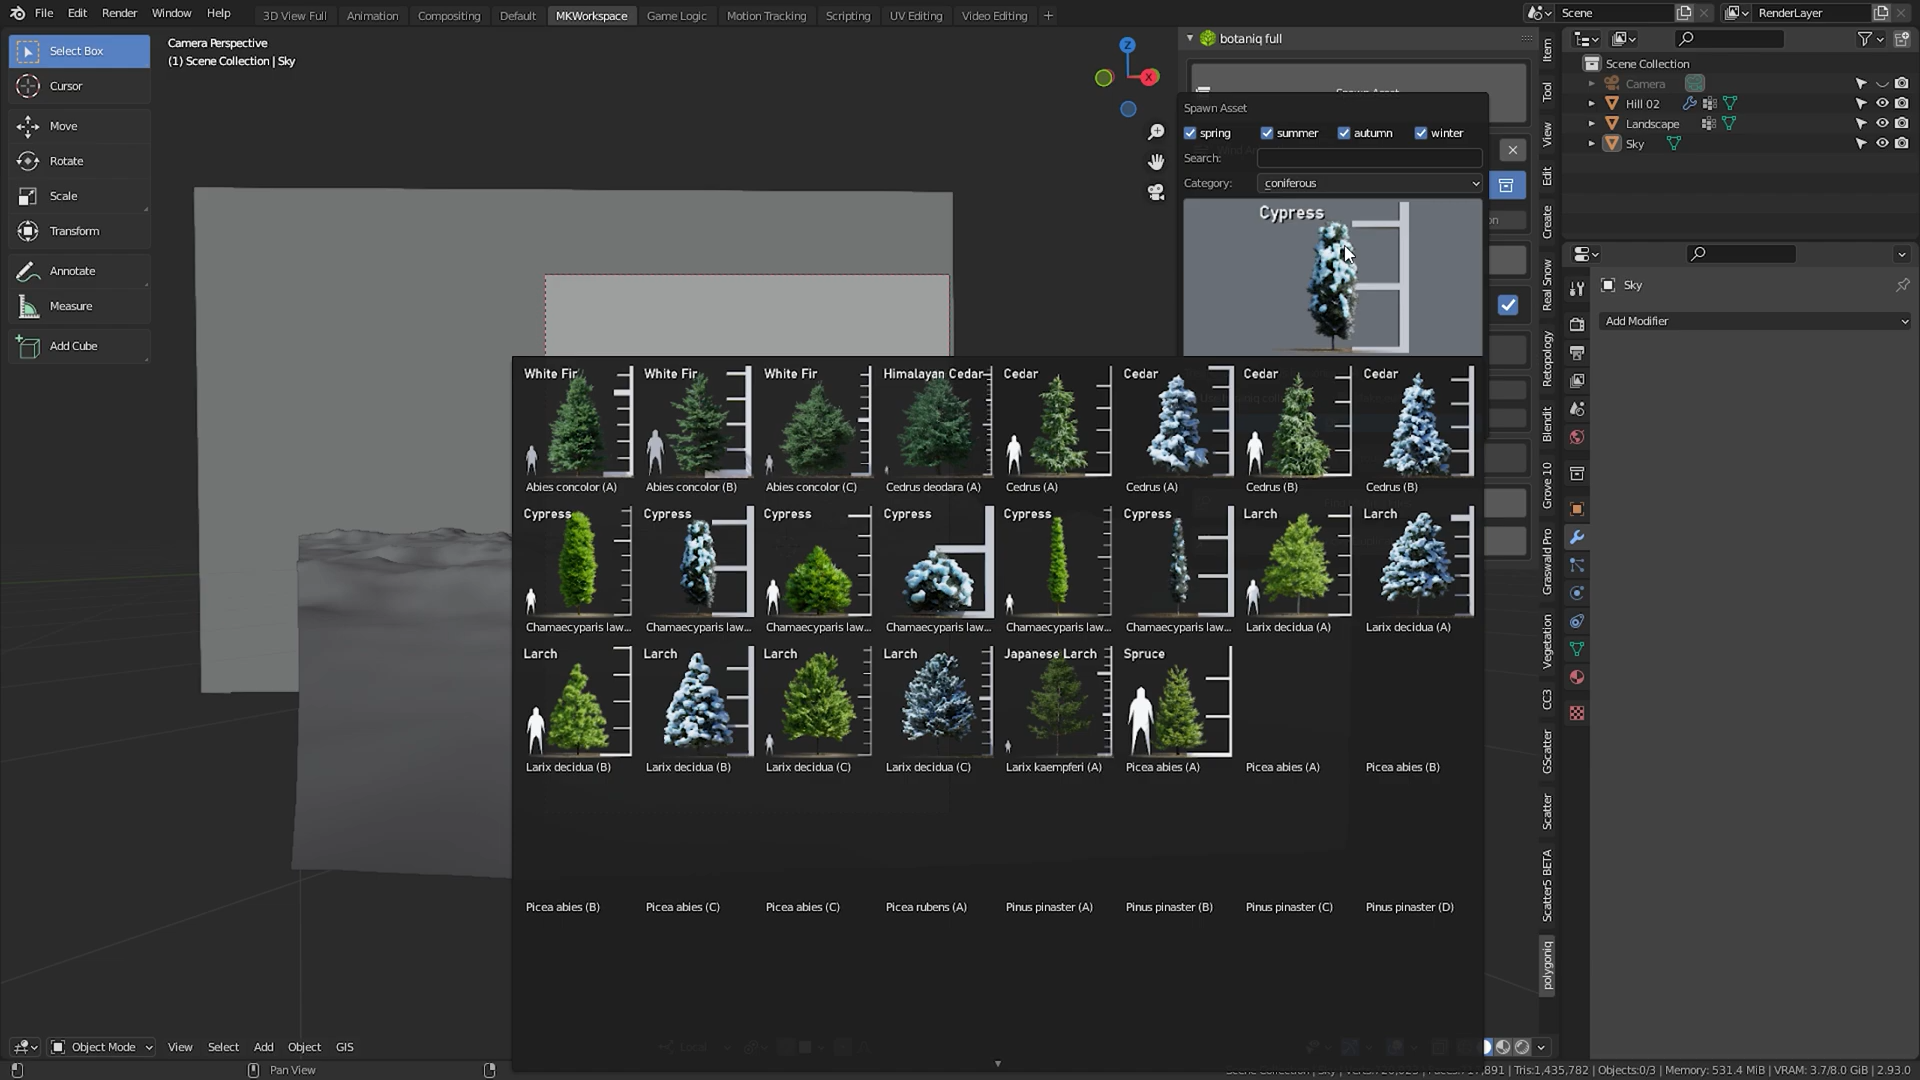 File Edit Render Window Help
3D View Full Animation Compositing Default MKWorkspace Game Logic Motion Tracking Scripting UV Editing Video Editing +
Scene
RenderLayer
Select Box
Cursor
Move
Rotate
Scale
Transform
Annotate
Measure
Add Cube
Camera Perspective
(1) Scene Collection | Sky
Z
X
botaniq full
Spawn Asset
spring summer autumn winter
Search:
Category: coniferous
Cypress
White Fir White Fir White Fir Himalayan Cedar Cedar Cedar Cedar Cedar
Abies concolor (A) Abies concolor (B) Abies concolor (C) Cedrus deodara (A) Cedrus (A) Cedrus (A) Cedrus (B) Cedrus (B)
Cypress Cypress Cypress Cypress Cypress Cypress Larch Larch
Chamaecyparis law... Chamaecyparis law... Chamaecyparis law... Chamaecyparis law... Chamaecyparis law... Chamaecyparis law... Larix decidua (A) Larix decidua (A)
Larch Larch Larch Larch Japanese Larch Spruce
Larix decidua (B) Larix decidua (B) Larix decidua (C) Larix decidua (C) Larix kaempferi (A) Picea abies (A) Picea abies (A) Picea abies (B)
Picea abies (B) Picea abies (C) Picea abies (C) Picea rubens (A) Pinus pinaster (A) Pinus pinaster (B) Pinus pinaster (C) Pinus pinaster (D)
Item
Tool
View
Edit
Create
Real Snow
Retopology
Blendit
Grove 10
Graswald Pro
Vegetation
CC3
GScatter
Scatter
Scatter5 BETA
polygoniq
Scene Collection
Camera
Hill 02
Landscape
Sky
Sky
Add Modifier
Object Mode View Select Add Object GIS
Local
Pan View
Tris:1,435,782 | Objects:0/3 | Memory: 531.4 MiB | VRAM: 3.7/8.0 GiB | 2.93.0